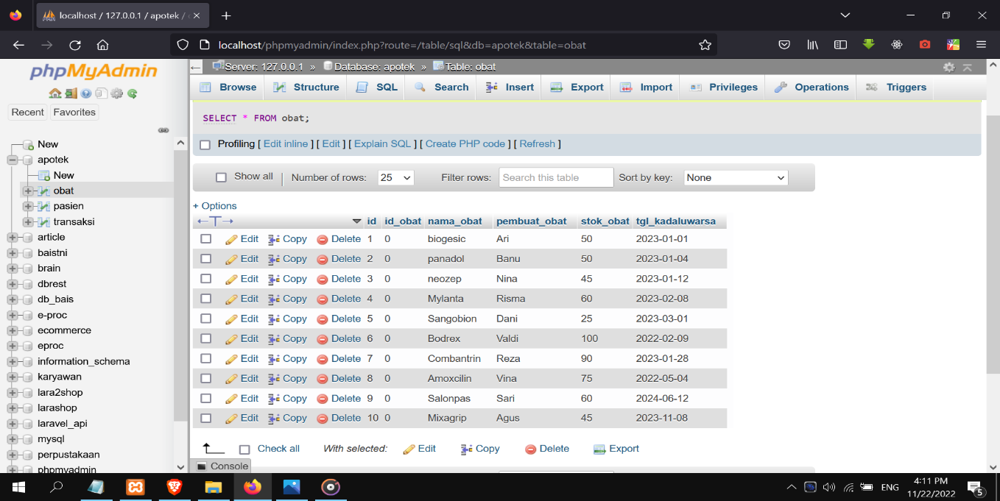 localhost / 127.0.0.1 / apotek /
localhost/phpmyadmin/index.php?route=/table/sql&db=apotek&table=obat
phpMyAdmin
Recent Favorites
New
apotek
New
obat
pasien
transaksi
article
baistni
brain
dbrest
db_bais
e-proc
ecommerce
eproc
information_schema
karyawan
lara2shop
larashop
laravel_api
mysql
perpustakaan
phpmyadmin
Server: 127.0.0.1 » Database: apotek » Table: obat
Browse Structure SQL Search Insert Export Import Privileges Operations Triggers
SELECT * FROM obat;
Profiling [ Edit inline ] [ Edit ] [ Explain SQL ] [ Create PHP code ] [ Refresh ]
Show all | Number of rows: 25 Filter rows: Search this table Sort by key: None
+ Options
←T→ id id_obat nama_obat pembuat_obat stok_obat tgl_kadaluwarsa
Edit Copy Delete 1 0 biogesic Ari 50 2023-01-01
Edit Copy Delete 2 0 panadol Banu 50 2023-01-04
Edit Copy Delete 3 0 neozep Nina 45 2023-01-12
Edit Copy Delete 4 0 Mylanta Risma 60 2023-02-08
Edit Copy Delete 5 0 Sangobion Dani 25 2023-03-01
Edit Copy Delete 6 0 Bodrex Valdi 100 2022-02-09
Edit Copy Delete 7 0 Combantrin Reza 90 2023-01-28
Edit Copy Delete 8 0 Amoxcilin Vina 75 2022-05-04
Edit Copy Delete 9 0 Salonpas Sari 60 2024-06-12
Edit Copy Delete 10 0 Mixagrip Agus 45 2023-11-08
Check all With selected: Edit Copy Delete Export
Console
ENG 4:11 PM
11/22/2022
5